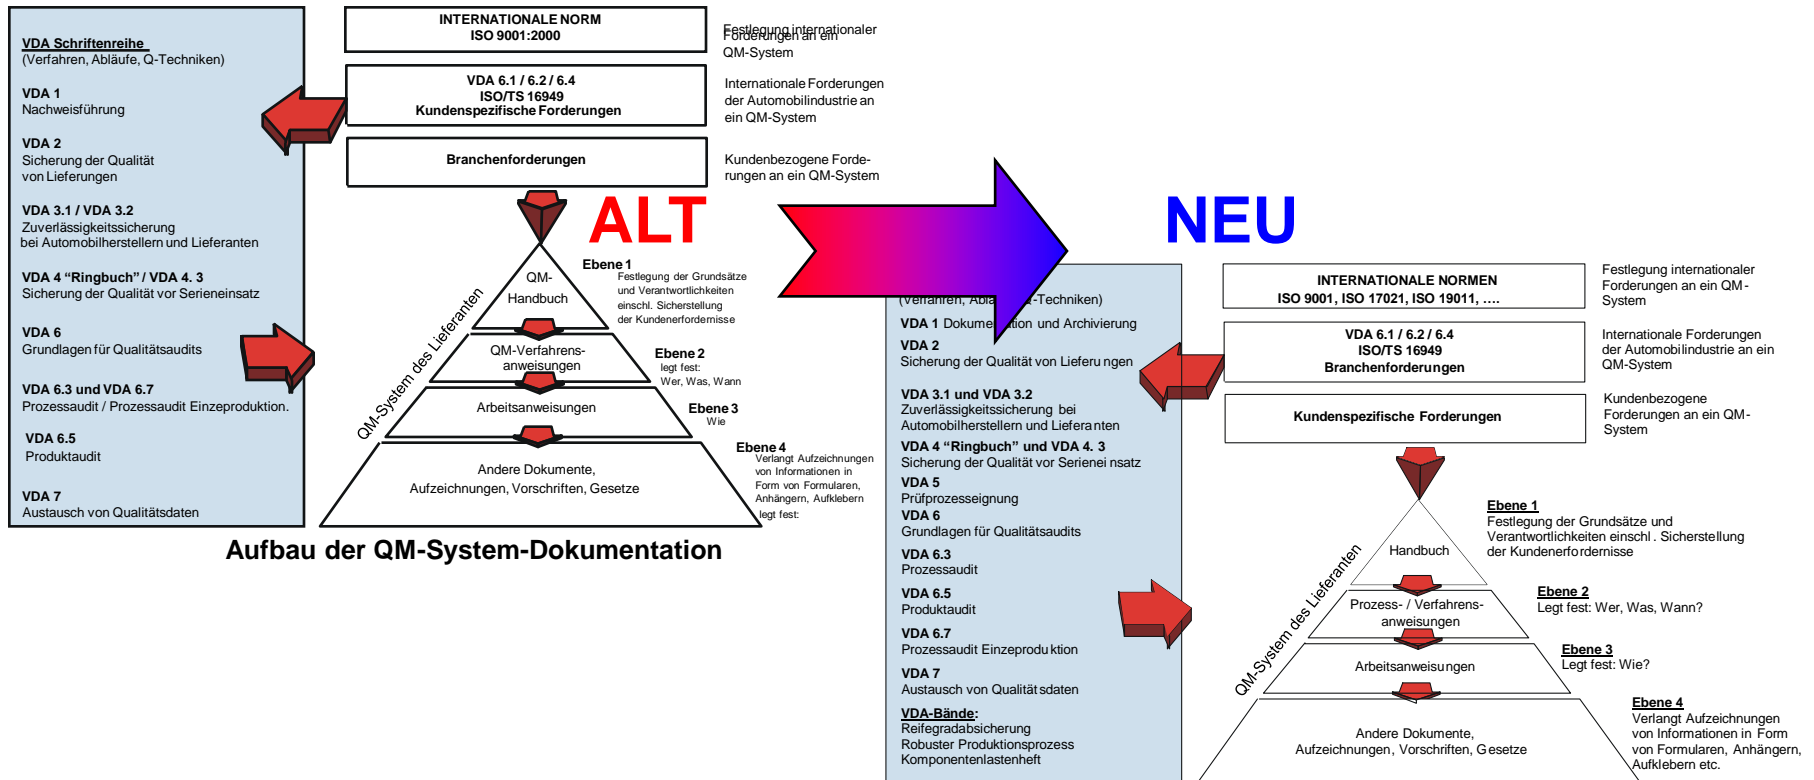 VDA Schriftenreihe
(Verfahren, Abläufe, Q-Techniken)
VDA 1
Nachweisführung
VDA 2
Sicherung der Qualität
von Lieferungen
VDA 3.1 / VDA 3.2
Zuverlässigkeitssicherung
bei Automobilherstellern und Lieferanten
VDA 4 “Ringbuch” / VDA 4. 3
Sicherung der Qualität vor Serieneinsatz
VDA 6
Grundlagen für Qualitätsaudits
VDA 6.3 und VDA 6.7
Prozessaudit / Prozessaudit Einzeproduktion.
VDA 6.5
Produktaudit
VDA 7
Austausch von Qualitätsdaten
INTERNATIONALE NORM
ISO 9001:2000
Festlegung internationaler
Forderungen an ein
QM-System
VDA 6.1 / 6.2 / 6.4
ISO/TS 16949
Kundenspezifische Forderungen
Internationale Forderungen
der Automobilindustrie an
ein QM-System
Branchenforderungen
Kundenbezogene Forde-
rungen an ein QM-System
ALT
QM-System des Lieferanten
QM-
Handbuch
Ebene 1
Festlegung der Grundsätze
und Verantwortlichkeiten
einschl. Sicherstellung
der Kundenerfordernisse
QM-Verfahrens-
anweisungen
Ebene 2
legt fest:
Wer, Was, Wann
Arbeitsanweisungen
Ebene 3
Wie
Andere Dokumente,
Aufzeichnungen, Vorschriften, Gesetze
Ebene 4
Verlangt Aufzeichnungen
von Informationen in
Form von Formularen,
Anhängern, Aufklebern
legt fest:
Aufbau der QM-System-Dokumentation
NEU
(Verfahren, Q-Techniken)
VDA 1 Dokumentation und Archivierung
VDA 2
Sicherung der Qualität von Lieferungen
VDA 3.1 und VDA 3.2
Zuverlässigkeitssicherung bei
Automobilherstellern und Lieferanten
VDA 4 “Ringbuch” und VDA 4. 3
Sicherung der Qualität vor Serieneinsatz
VDA 5
Prüfprozesseignung
VDA 6
Grundlagen für Qualitätsaudits
VDA 6.3
Prozessaudit
VDA 6.5
Produktaudit
VDA 6.7
Prozessaudit Einzeproduktion
VDA 7
Austausch von Qualitätsdaten
VDA-Bände:
Reifegradabsicherung
Robuster Produktionsprozess
Komponentenlastenheft
INTERNATIONALE NORMEN
ISO 9001, ISO 17021, ISO 19011, ....
Festlegung internationaler
Forderungen an ein QM-
System
VDA 6.1 / 6.2 / 6.4
ISO/TS 16949
Branchenforderungen
Internationale Forderungen
der Automobilindustrie an ein
QM-System
Kundenspezifische Forderungen
Kundenbezogene
Forderungen an ein QM-
System
QM-System des Lieferanten
Handbuch
Ebene 1
Festlegung der Grundsätze und
Verantwortlichkeiten einschl. Sicherstellung
der Kundenerfordernisse
Prozess- / Verfahrens-
anweisungen
Ebene 2
Legt fest: Wer, Was, Wann?
Arbeitsanweisungen
Ebene 3
Legt fest: Wie?
Andere Dokumente,
Aufzeichnungen, Vorschriften, Gesetze
Ebene 4
Verlangt Aufzeichnungen
von Informationen in Form
von Formularen, Anhängern,
Aufklebern etc.